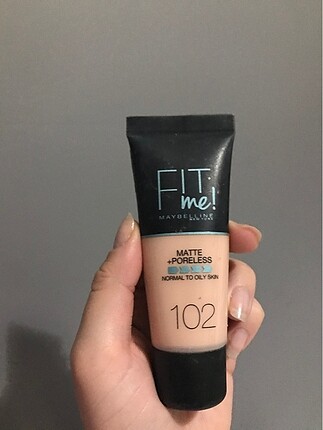 FIT
me!
MAYBELLINE
NEW YORK
MATTE
+PORELESS
NORMAL TO OILY SKIN
102